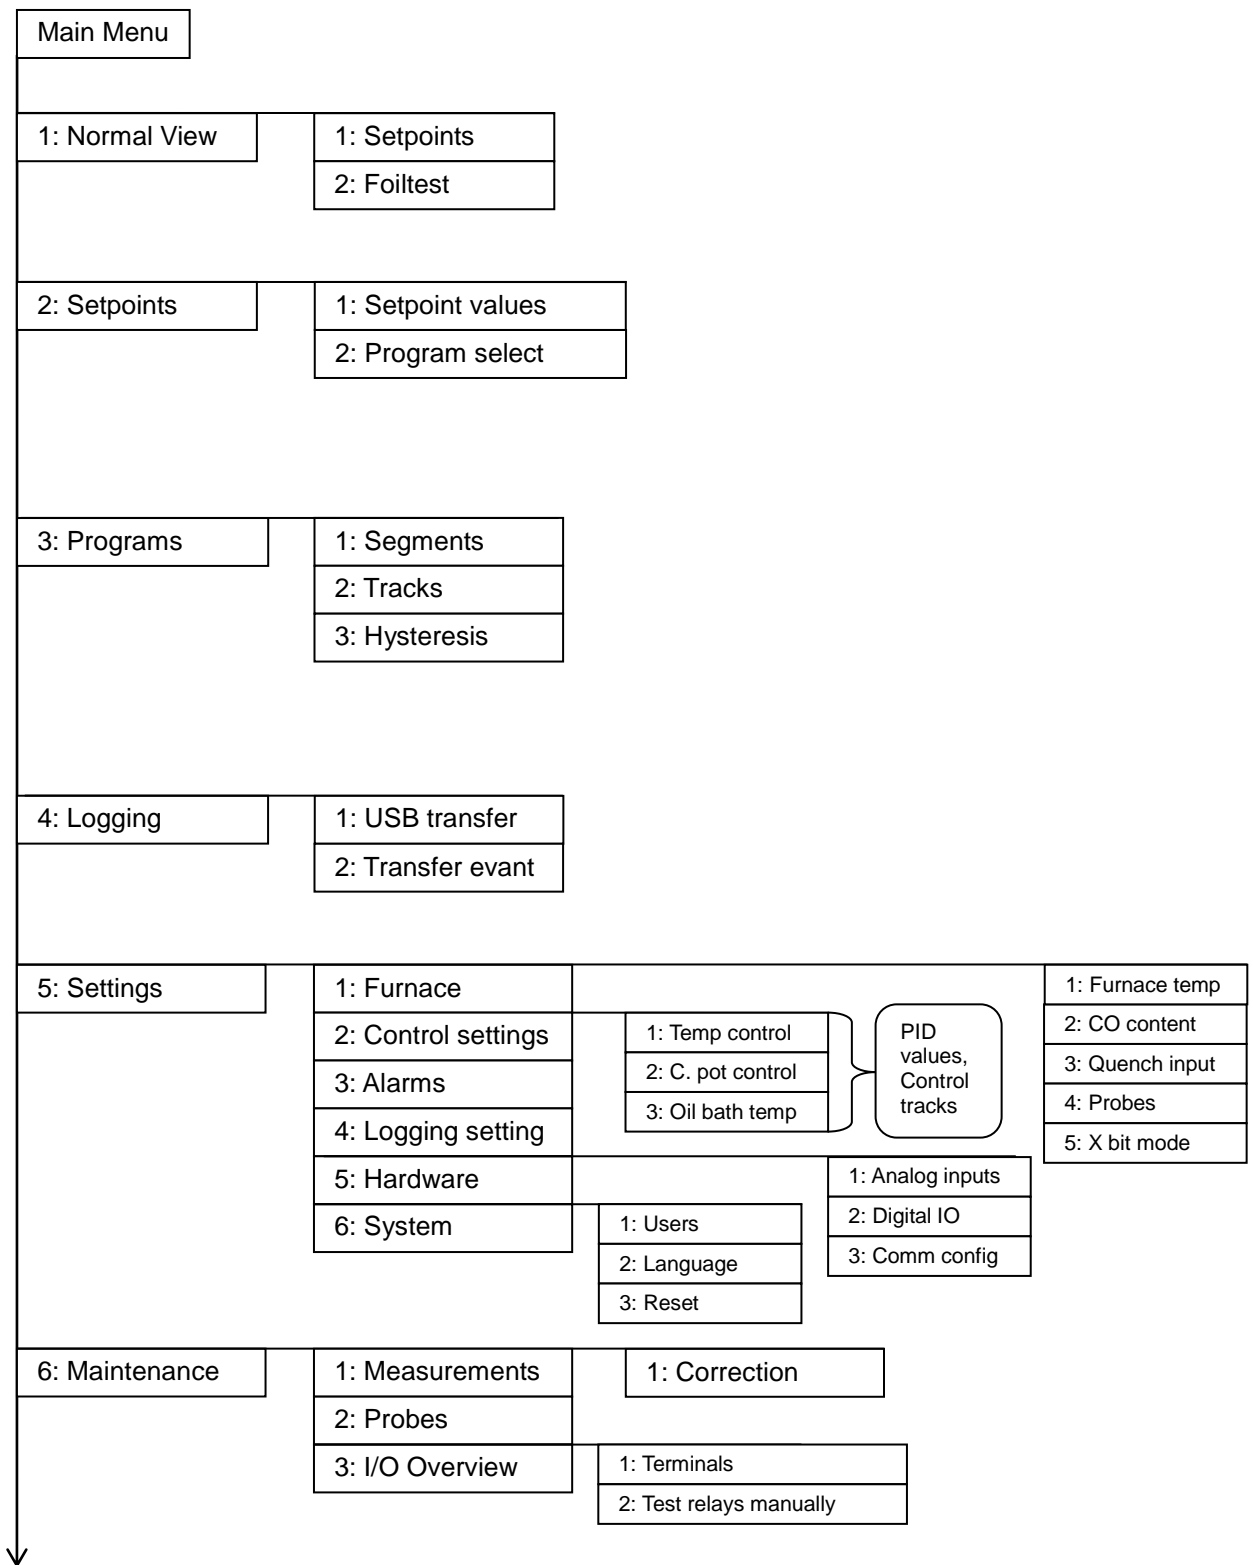 Main Menu
1: Normal View
1: Setpoints
2: Foiltest
2: Setpoints
1: Setpoint values
2: Program select
3: Programs
1: Segments
2: Tracks
3: Hysteresis
4: Logging
1: USB transfer
2: Transfer evant
5: Settings
1: Furnace
2: Control settings
3: Alarms
4: Logging setting
5: Hardware
6: System
1: Temp control
2: C. pot control
3: Oil bath temp
PID
values,
Control
tracks
1: Furnace temp
2: CO content
3: Quench input
4: Probes
5: X bit mode
1: Analog inputs
2: Digital IO
3: Comm config
1: Users
2: Language
3: Reset
6: Maintenance
1: Measurements
2: Probes
3: I/O Overview
1: Correction
1: Terminals
2: Test relays manually